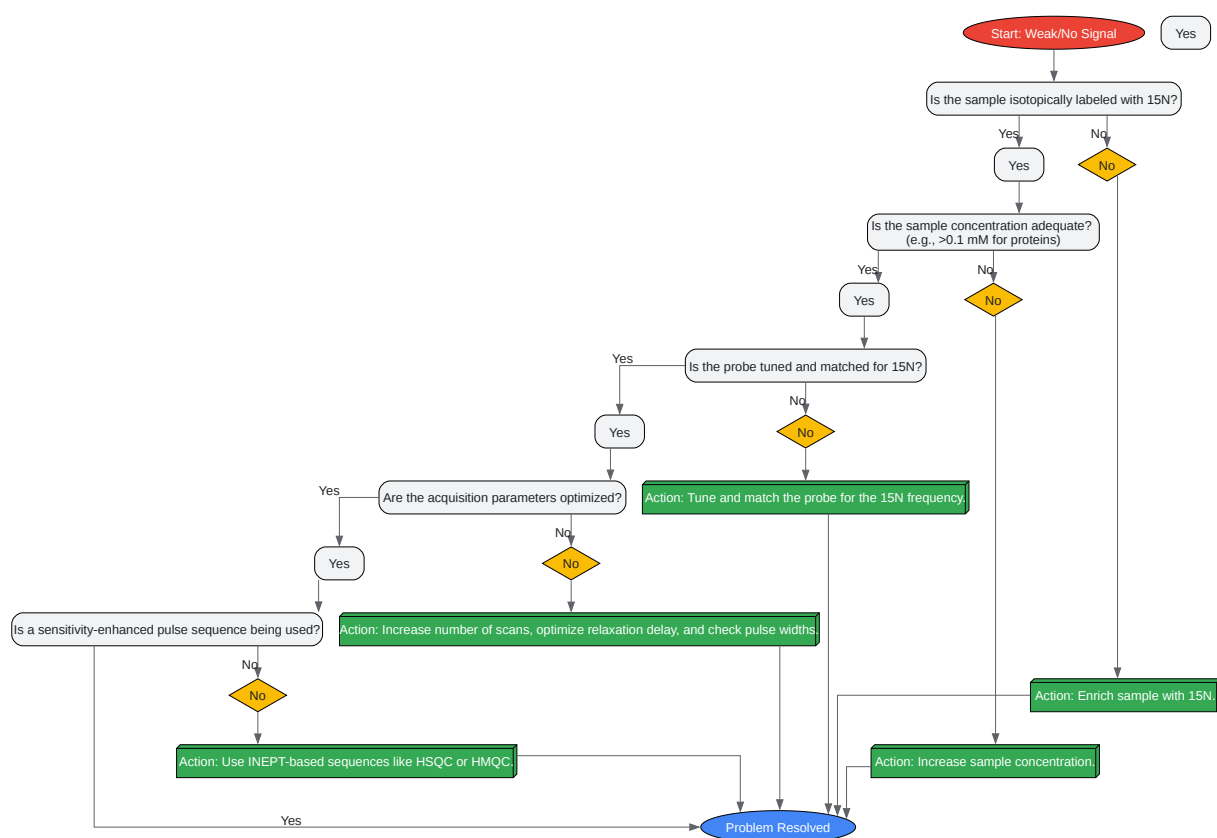 Start: Weak/No Signal
Yes
Is the sample isotopically labeled with 15N?
Yes
No
Yes
No
Is the sample concentration adequate?
(e.g., >0.1 mM for proteins)
Yes
No
Yes
No
Is the probe tuned and matched for 15N?
Yes
No
Yes
No
Are the acquisition parameters optimized?
Action: Tune and match the probe for the 15N frequency.
Yes
No
Yes
No
Is a sensitivity-enhanced pulse sequence being used?
Action: Increase number of scans, optimize relaxation delay, and check pulse widths.
No
No
Action: Enrich sample with 15N.
Action: Use INEPT-based sequences like HSQC or HMQC.
Action: Increase sample concentration.
Yes
Problem Resolved